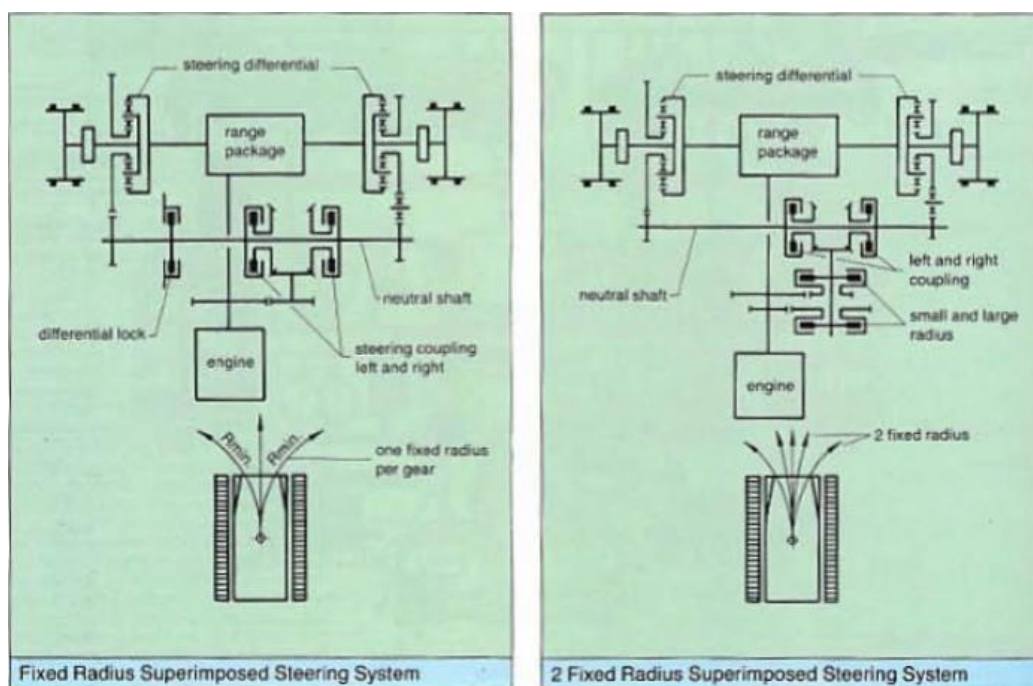 steering differential
range
package
neutral shaft
differential lock
steering coupling
left and right
engine
Rmin.
Rmin.
one fixed radius
per gear
Fixed Radius Superimposed Steering System
steering differential
range
package
left and right
coupling
neutral shaft
small and large
radius
engine
2 fixed radius
2 Fixed Radius Superimposed Steering System